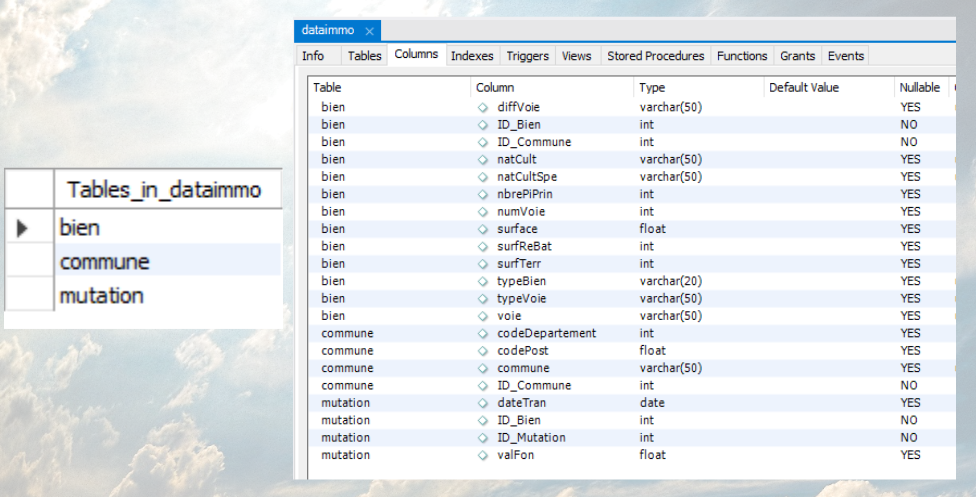 Tables_in_dataimmo
bien
commune
mutation
dataimmo ×
Info Tables Columns Indexes Triggers Views Stored Procedures Functions Grants Events
Table Column Type Default Value Nullable
bien diffVoie varchar(50) YES
bien ID_Bien int NO
bien ID_Commune int NO
bien natCult varchar(50) YES
bien natCultSpe varchar(50) YES
bien nbrePiPrin int YES
bien numVoie int YES
bien surface float YES
bien surfReBat int YES
bien surfTerr int YES
bien typeBien varchar(20) YES
bien typeVoie varchar(50) YES
bien voie varchar(50) YES
commune codeDepartement int YES
commune codePost float YES
commune commune varchar(50) YES
commune ID_Commune int NO
mutation dateTran date YES
mutation ID_Bien int NO
mutation ID_Mutation int NO
mutation valFon float YES